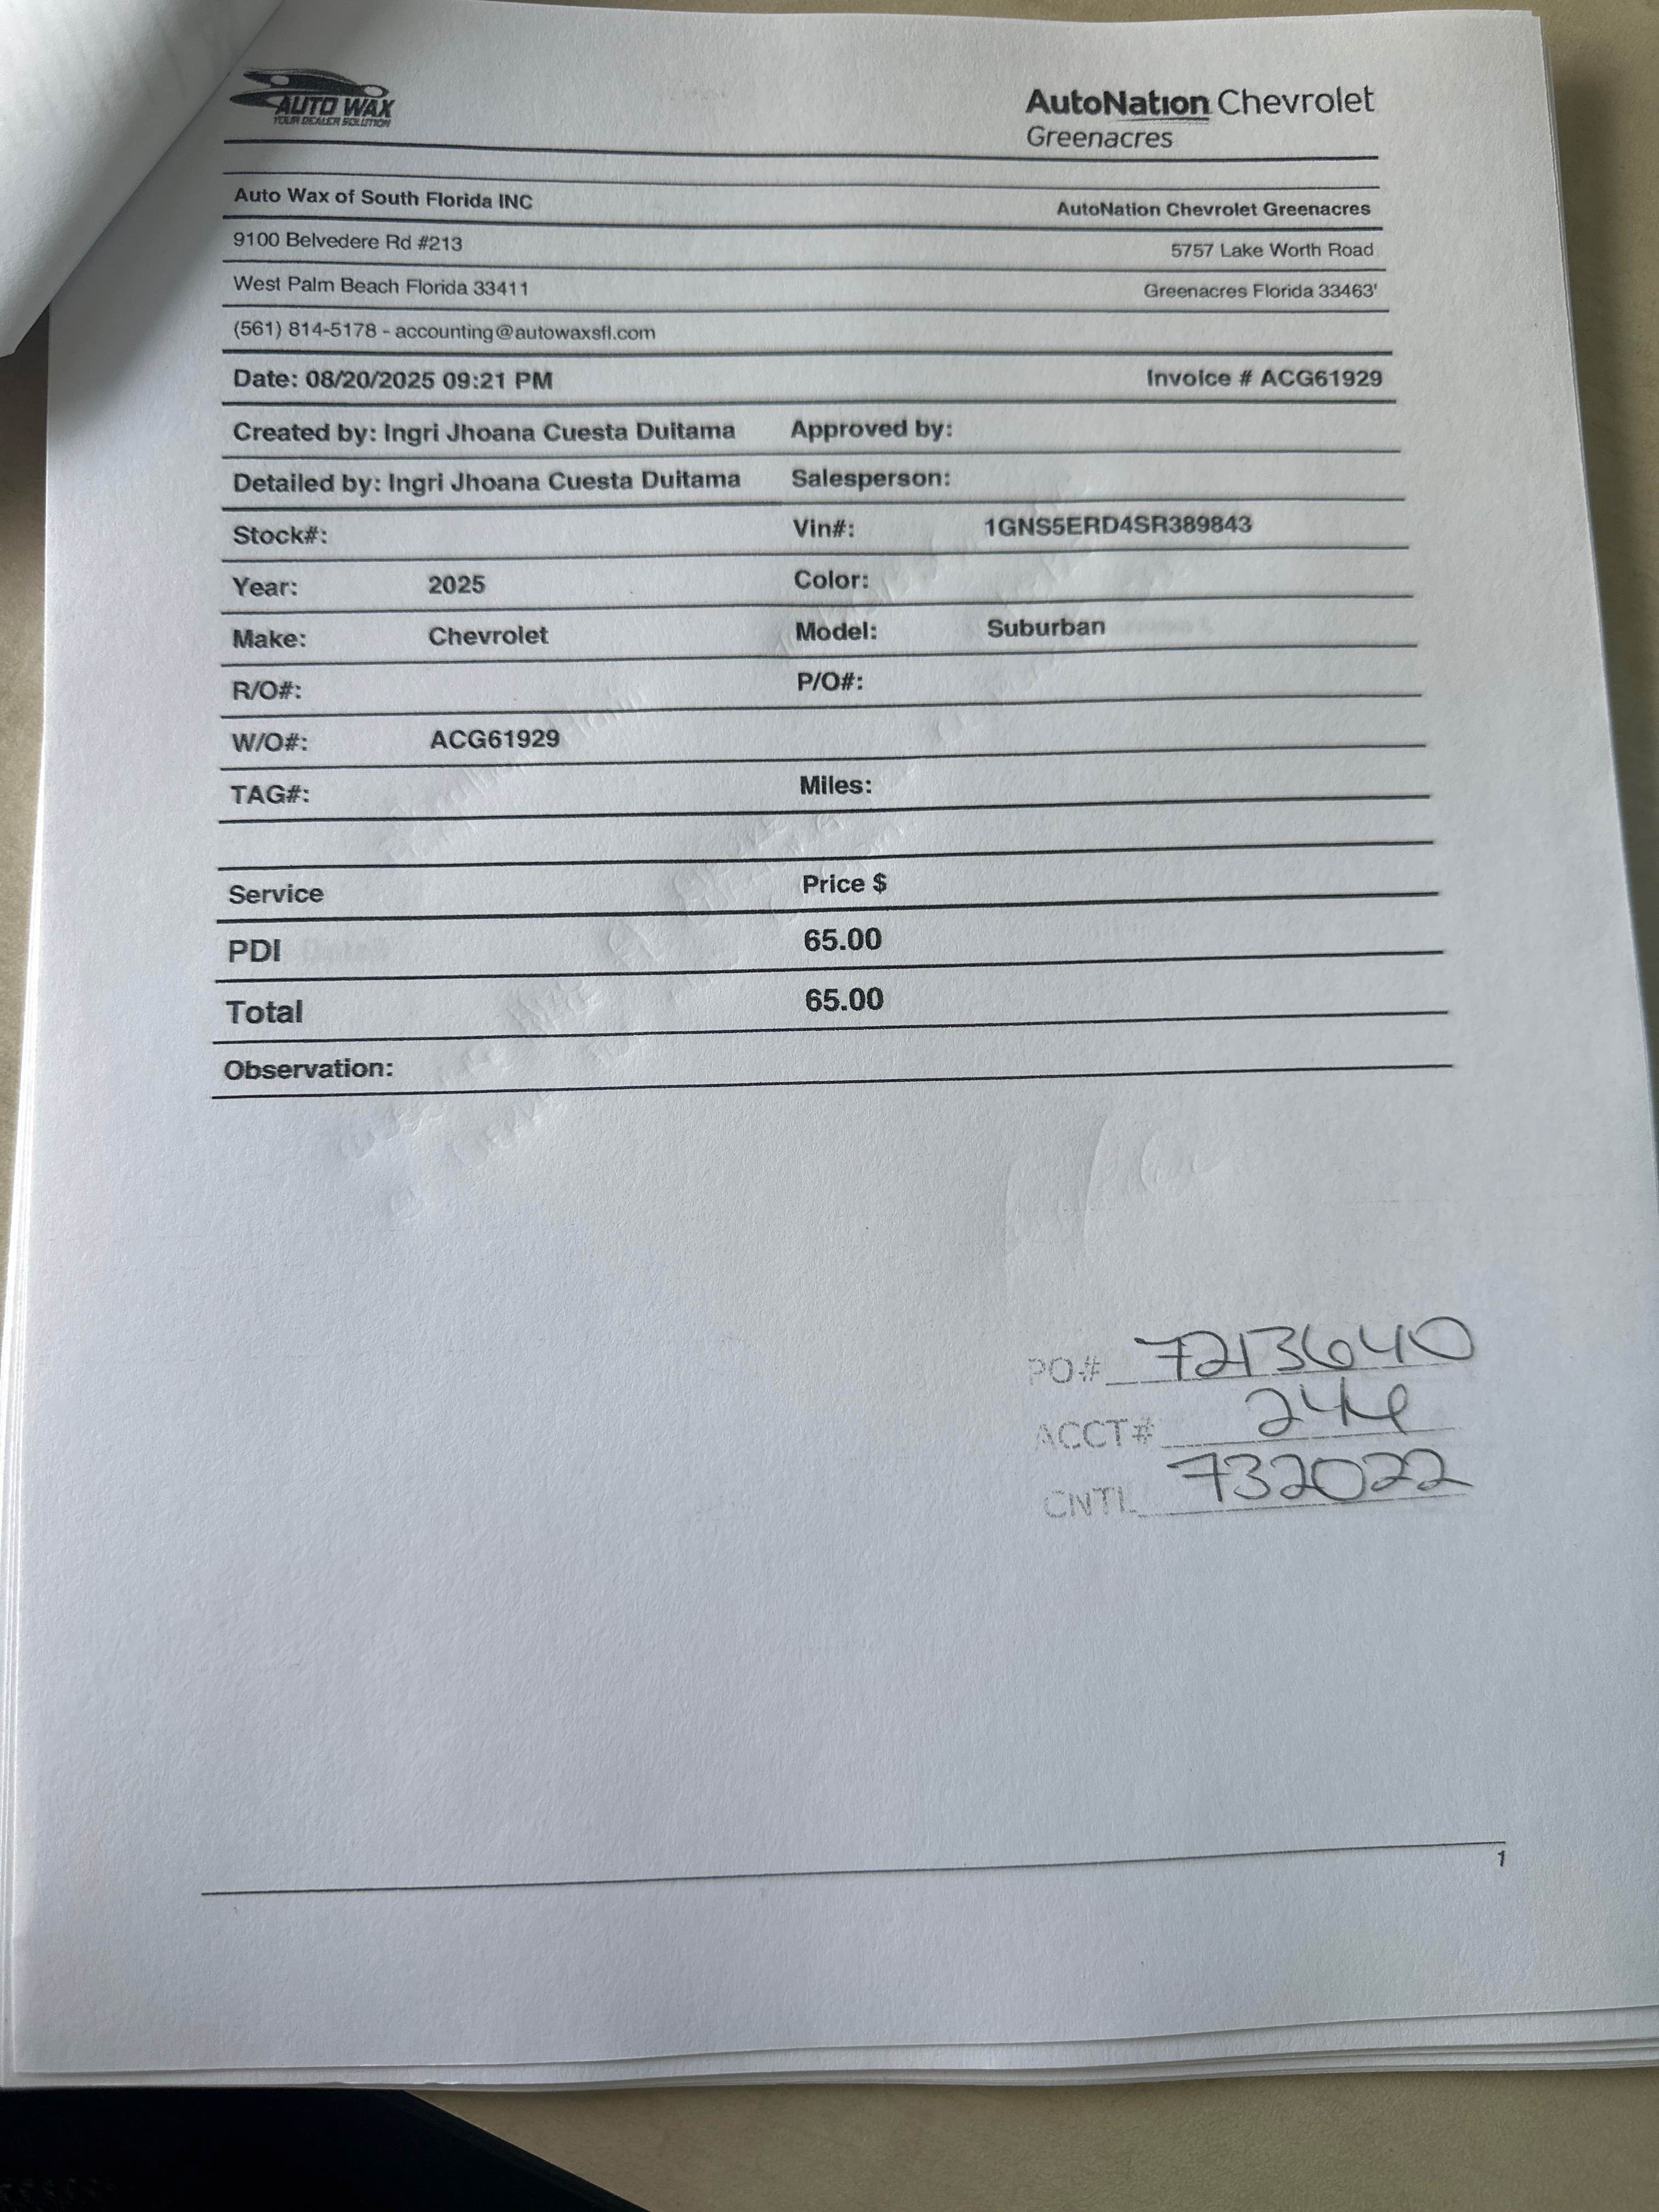 AUTO WAX
YOUR DEALER SOLUTION
AutoNation Chevrolet
Greenacres
Auto Wax of South Florida INC
AutoNation Chevrolet Greenacres
9100 Belvedere Rd #213
5757 Lake Worth Road
West Palm Beach Florida 33411
Greenacres Florida 33463'
(561) 814-5178 - accounting@autowaxsfl.com
Date: 08/20/2025 09:21 PM Invoice # ACG61929
Created by: Ingri Jhoana Cuesta Duitama Approved by:
Detailed by: Ingri Jhoana Cuesta Duitama Salesperson:
Stock#: Vin#: 1GNS5ERD4SR389843
Year: 2025 Color:
Make: Chevrolet Model: Suburban
R/O#: P/O#:
W/O#: ACG61929
TAG#: Miles:
Service Price $
PDI 65.00
Total 65.00
Observation:
PO# 7213640
ACCT#
CNTL 732022
1